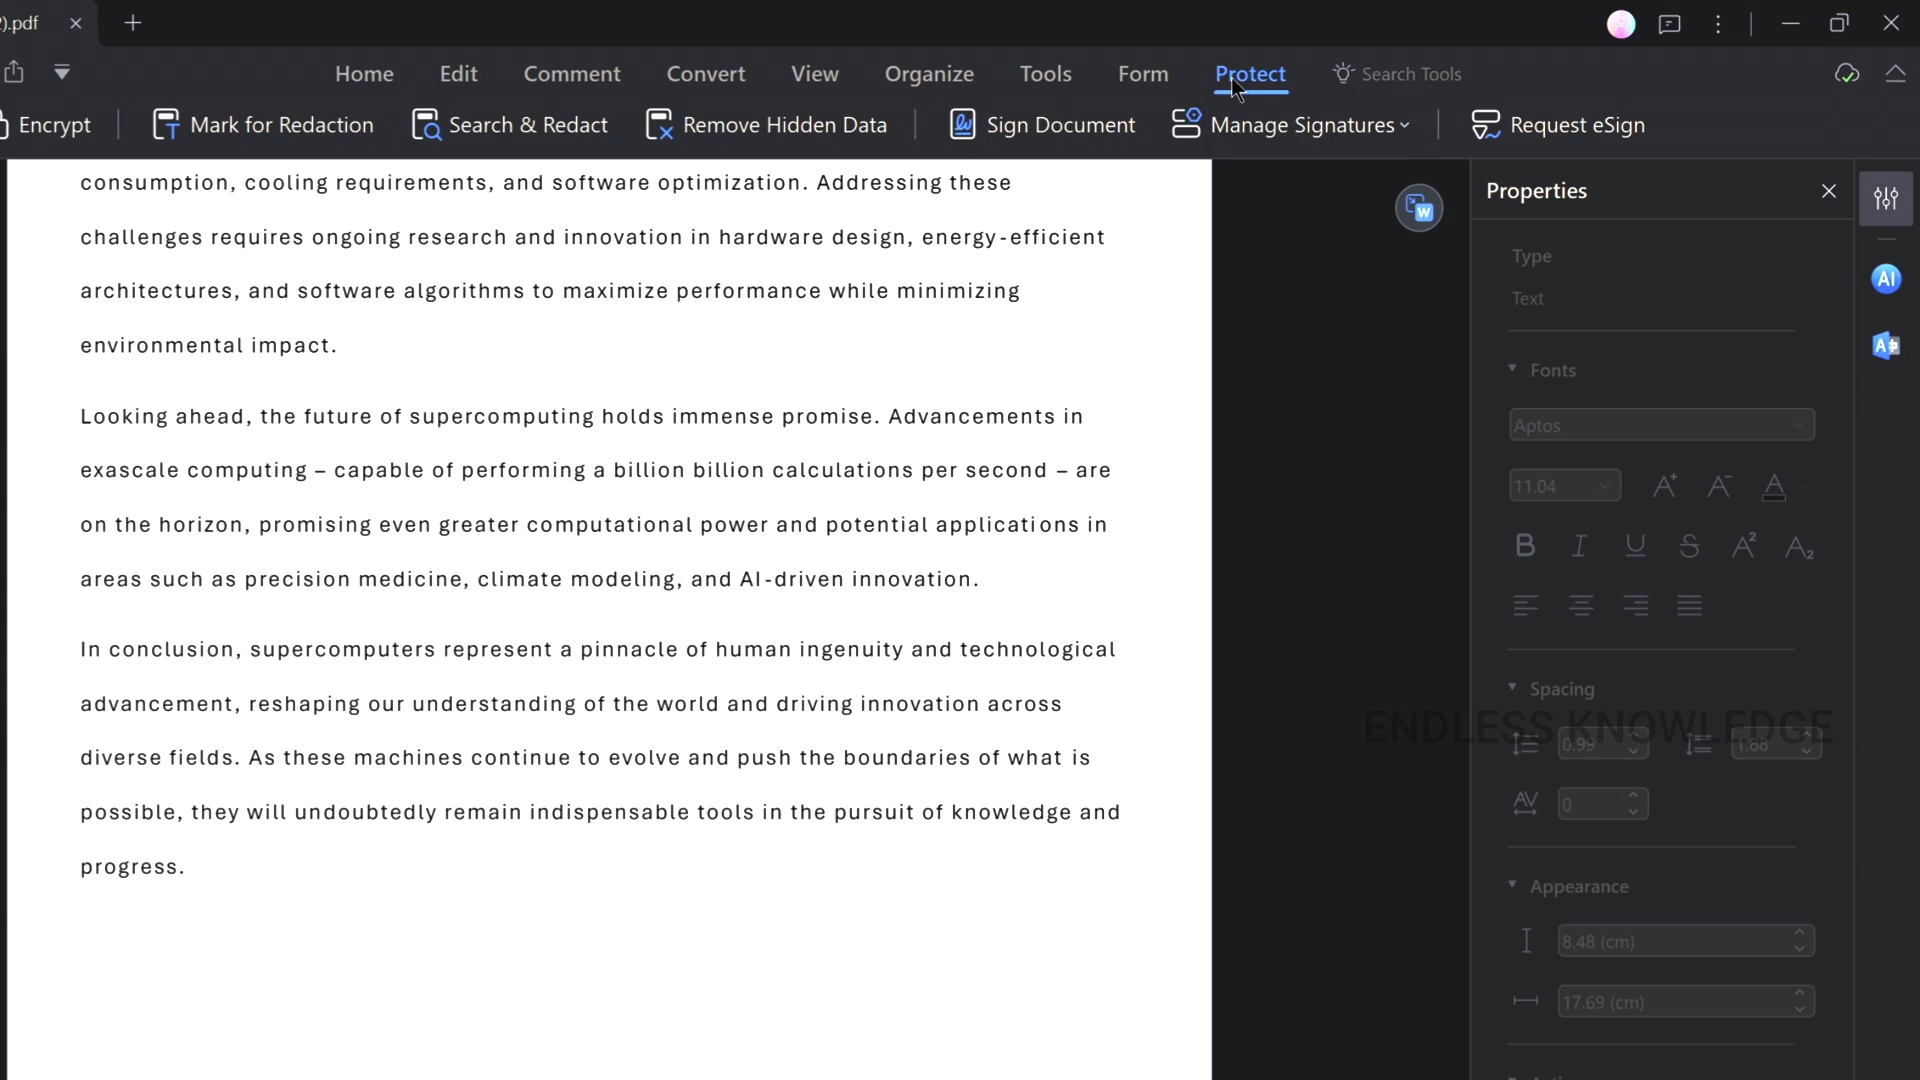 ).pdf
Home Edit Comment Convert View Organize Tools Form Protect Search Tools
Encrypt Mark for Redaction Search & Redact Remove Hidden Data Sign Document Manage Signatures Request eSign
consumption, cooling requirements, and software optimization. Addressing these
challenges requires ongoing research and innovation in hardware design, energy-efficient
architectures, and software algorithms to maximize performance while minimizing
environmental impact.
Looking ahead, the future of supercomputing holds immense promise. Advancements in
exascale computing – capable of performing a billion billion calculations per second – are
on the horizon, promising even greater computational power and potential applications in
areas such as precision medicine, climate modeling, and AI-driven innovation.
In conclusion, supercomputers represent a pinnacle of human ingenuity and technological
advancement, reshaping our understanding of the world and driving innovation across
diverse fields. As these machines continue to evolve and push the boundaries of what is
possible, they will undoubtedly remain indispensable tools in the pursuit of knowledge and
progress.
W
Properties
Type
Text
Fonts
Aptos
11.04
Spacing
ENDLESS KNOWLEDGE
0.99 1.68
0
Appearance
8.48 (cm)
17.69 (cm)
AI